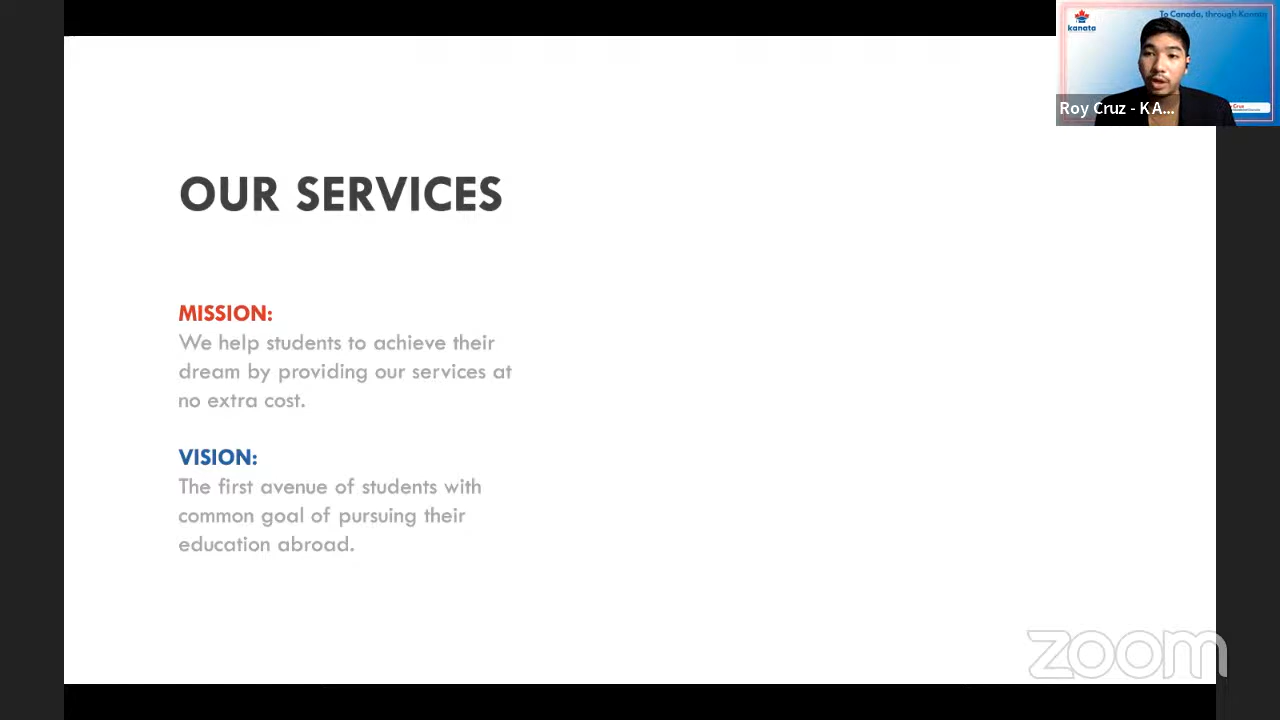 To Canada, through Kanata
kanata
Roy Cruz - KA...
Cruz
OUR SERVICES
MISSION:
We help students to achieve their
dream by providing our services at
no extra cost.
VISION:
The first avenue of students with
common goal of pursuing their
education abroad.
zoom